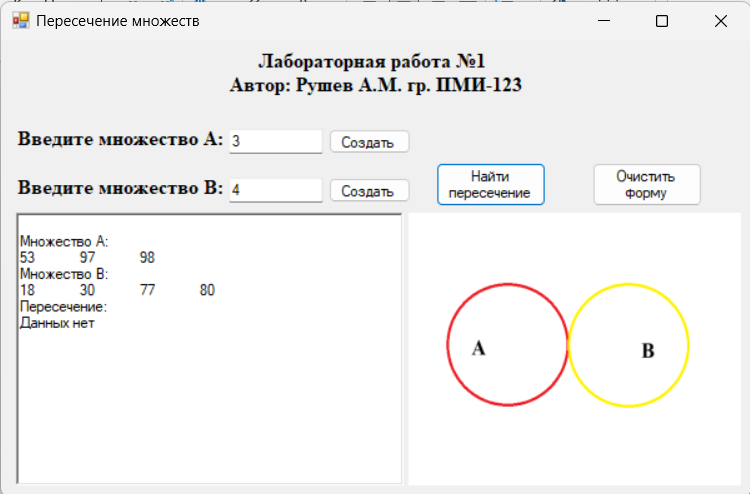 Пересечение множеств
Лабораторная работа №1
Автор: Рушев А.М. гр. ПМИ-123
Введите множество А: 3 Создать
Введите множество В: 4 Создать
Найти
пересечение
Очистить
форму
Множество А:
53 97 98
Множество В:
18 30 77 80
Пересечение:
Данных нет
А
В